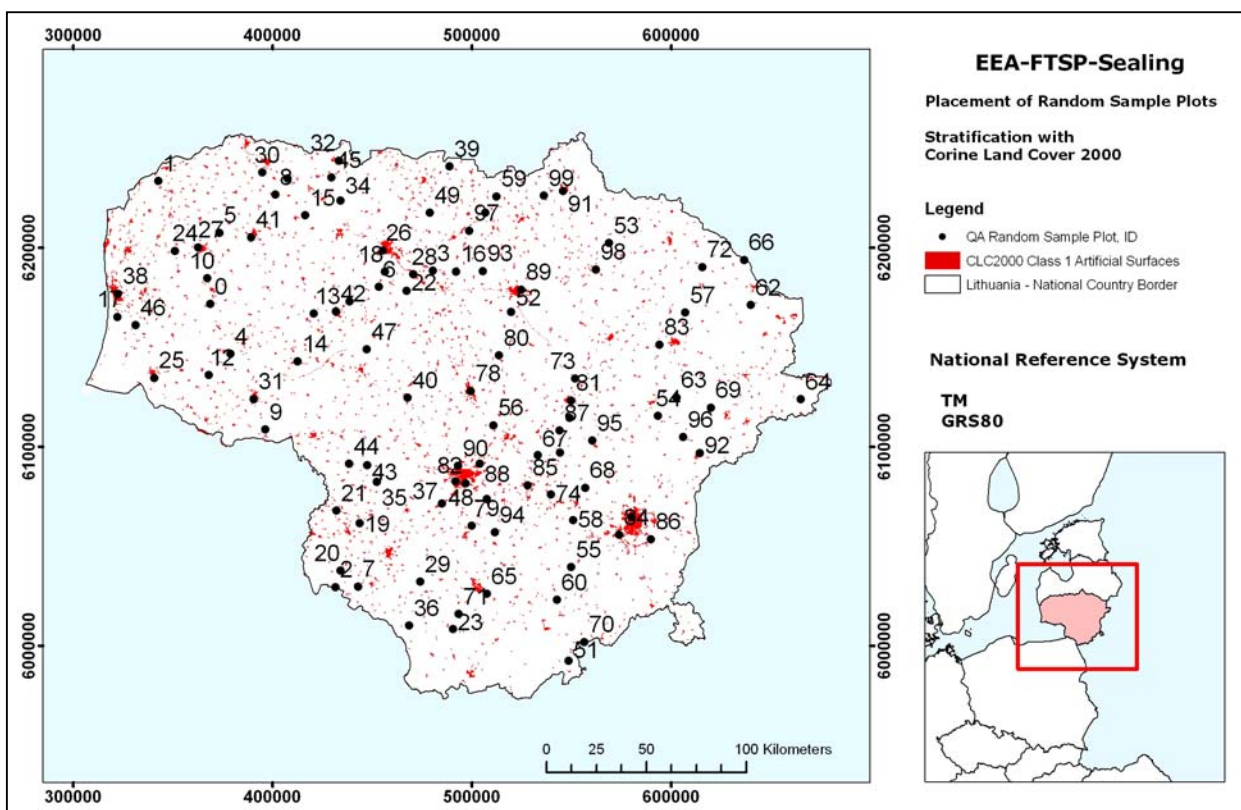 300000 400000 500000 600000
EEA-FTSP-Sealing
Placement of Random Sample Plots
Stratification with
Corine Land Cover 2000
Legend
QA Random Sample Plot, ID
CLC2000 Class 1 Artificial Surfaces
Lithuania - National Country Border
National Reference System
TM
GRS80
32
39
30 45
1 8 59 99
15 34 91
5 41 49 97
24 27 26 53
10 18 28 3 16 93 98 72 66
38 0 6 22 89
11 46 13 42 52 57 62
4 47 80 83
25 12 14 73
31 40 78 81 63 69 64
9 56 87 54 96
44 82 90 67 95 92
43 88 85 68
21 35 37 48 79 74
19 94 58 84 86
20 2 7 29 65 55
36 71 60
23 70
51
6200000 6200000
6100000 6100000
6000000 6000000
0 25 50 100 Kilometers
300000 400000 500000 600000